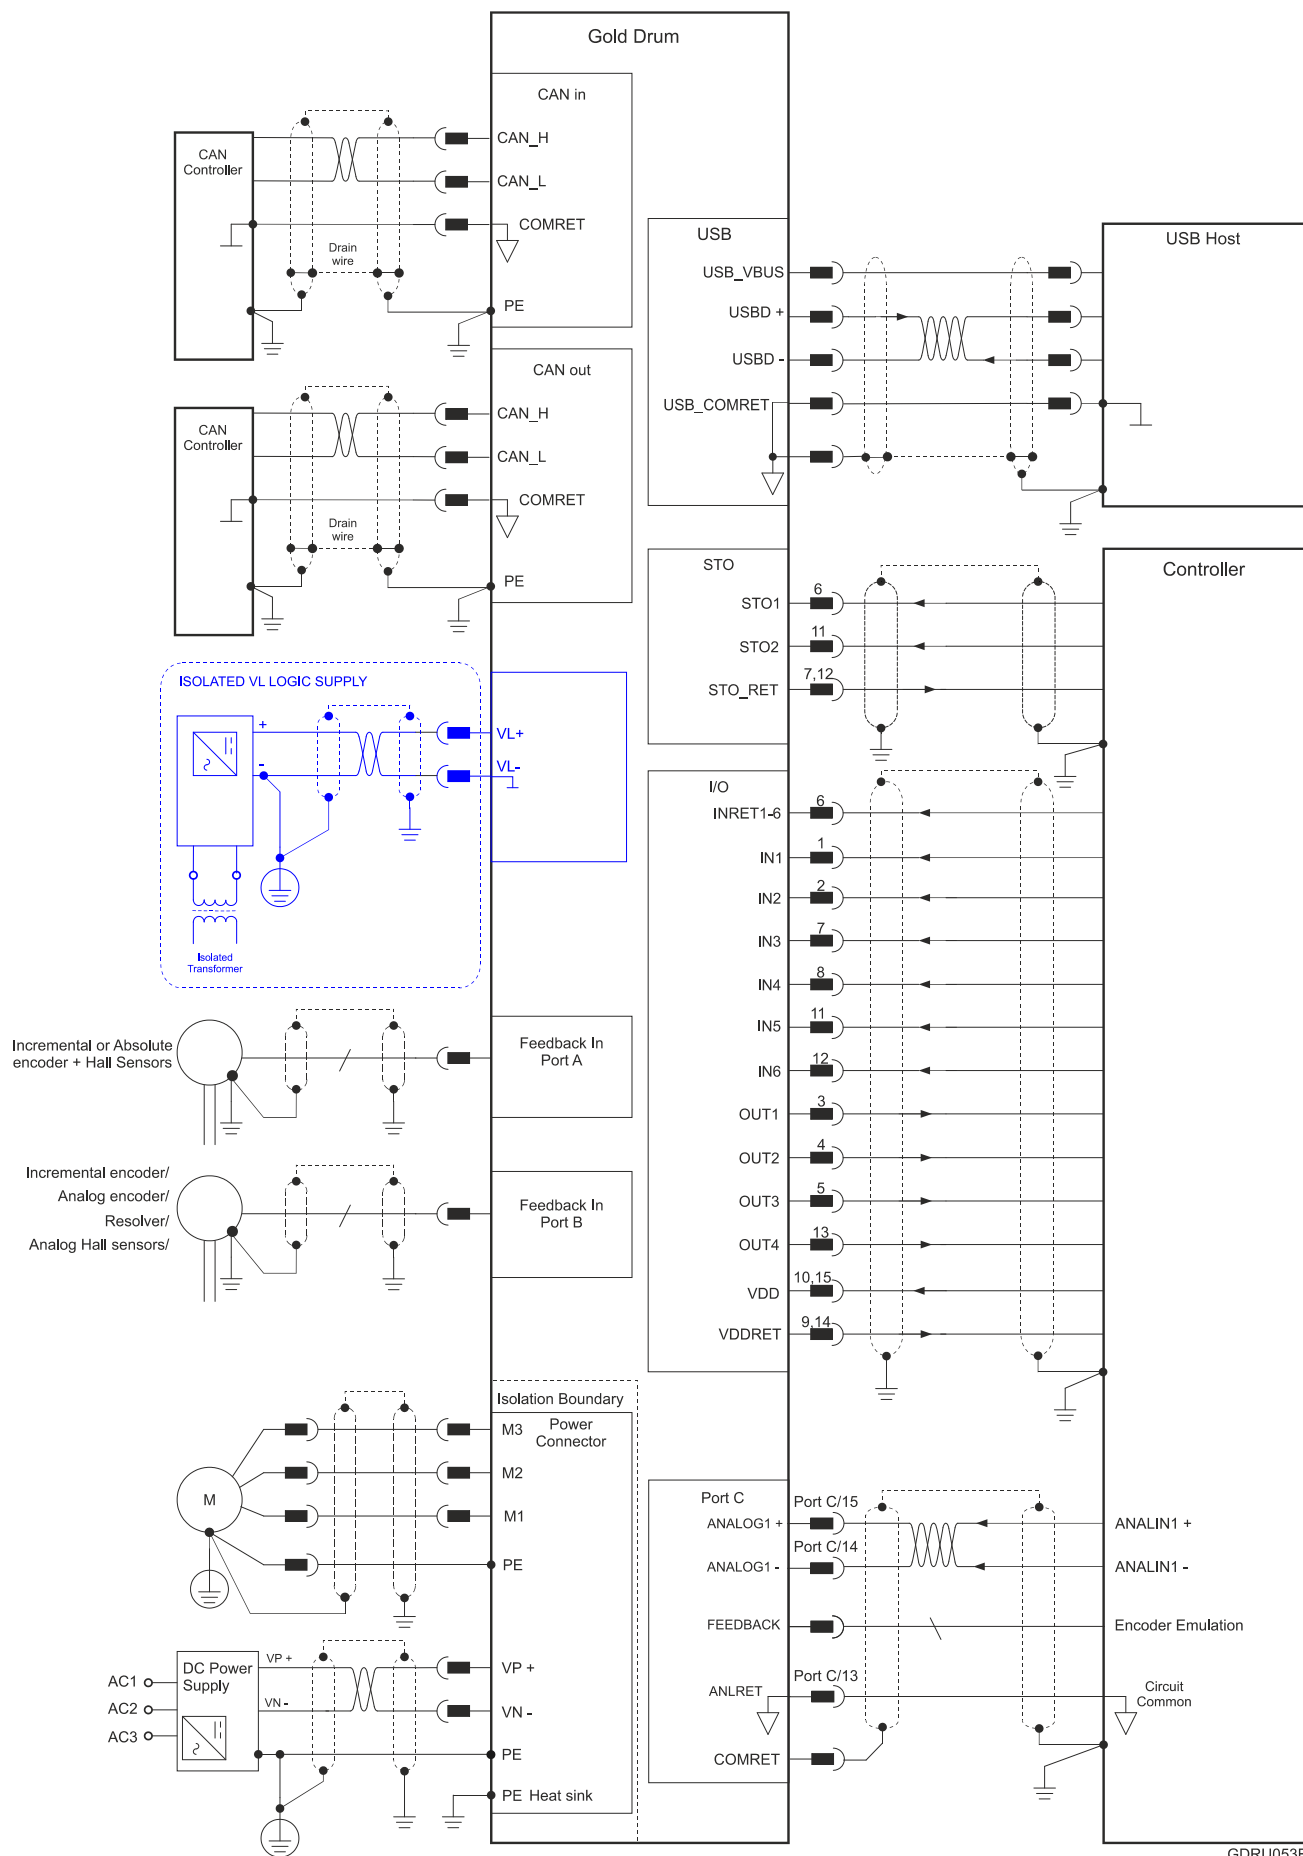 Gold Drum
CAN in
CAN
Controller
CAN_H
CAN_L
COMRET
Drain
wire
PE
CAN out
CAN
Controller
CAN_H
CAN_L
COMRET
Drain
wire
PE
ISOLATED VL LOGIC SUPPLY
+
-
VL+
VL-
Isolated
Transformer
Incremental or Absolute
encoder + Hall Sensors
Feedback In
Port A
Incremental encoder/
Analog encoder/
Resolver/
Analog Hall sensors/
Feedback In
Port B
Isolation Boundary
Power
Connector
M3
M2
M1
PE
M
DC Power
Supply
VP +
VN -
AC1
AC2
AC3
VP +
VN -
PE
PE Heat sink
USB
USB_VBUS
USBD +
USBD -
USB_COMRET
USB Host
STO
STO1
6
STO2
11
STO_RET
7,12
Controller
I/O
INRET1-6
6
IN1
1
IN2
2
IN3
7
IN4
8
IN5
11
IN6
12
OUT1
3
OUT2
4
OUT3
5
OUT4
13
VDD
10,15
VDDRET
9,14
Port C
Port C/15
ANALOG1 +
ANALIN1 +
Port C/14
ANALOG1 -
ANALIN1 -
FEEDBACK
Encoder Emulation
Port C/13
ANLRET
Circuit
Common
COMRET